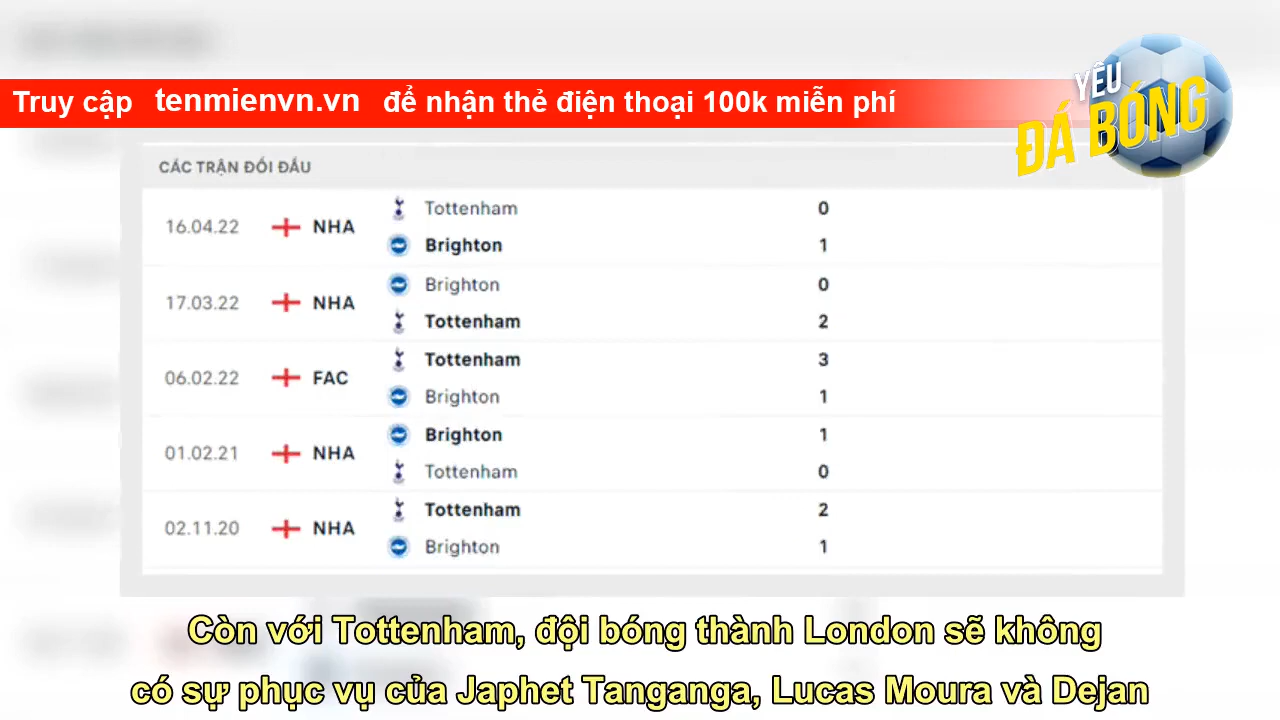 YÊU
ĐÁ BÓNG
Truy cập tenmienvn.vn để nhận thẻ điện thoại 100k miễn phí
CÁC TRẬN ĐỐI ĐẦU
16.04.22 NHA Tottenham 0
Brighton 1
17.03.22 NHA Brighton 0
Tottenham 2
06.02.22 FAC Tottenham 3
Brighton 1
01.02.21 NHA Brighton 1
Tottenham 0
02.11.20 NHA Tottenham 2
Brighton 1
Còn với Tottenham, đội bóng thành London sẽ không
có sự phục vụ của Japhet Tanganga, Lucas Moura và Dejan